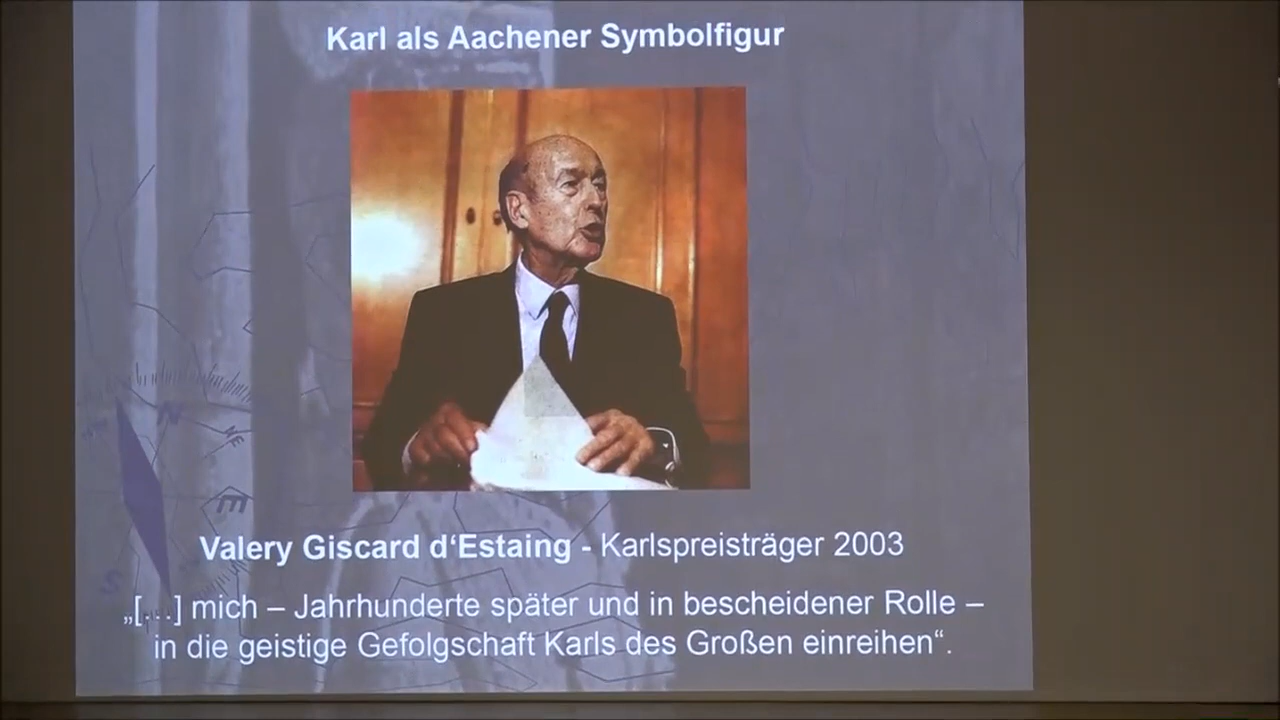 Karl als Aachener Symbolfigur
N
NE
E
S
Valery Giscard d‘Estaing - Karlspreisträger 2003
„[...] mich – Jahrhunderte später und in bescheidener Rolle –
in die geistige Gefolgschaft Karls des Großen einreihen“.